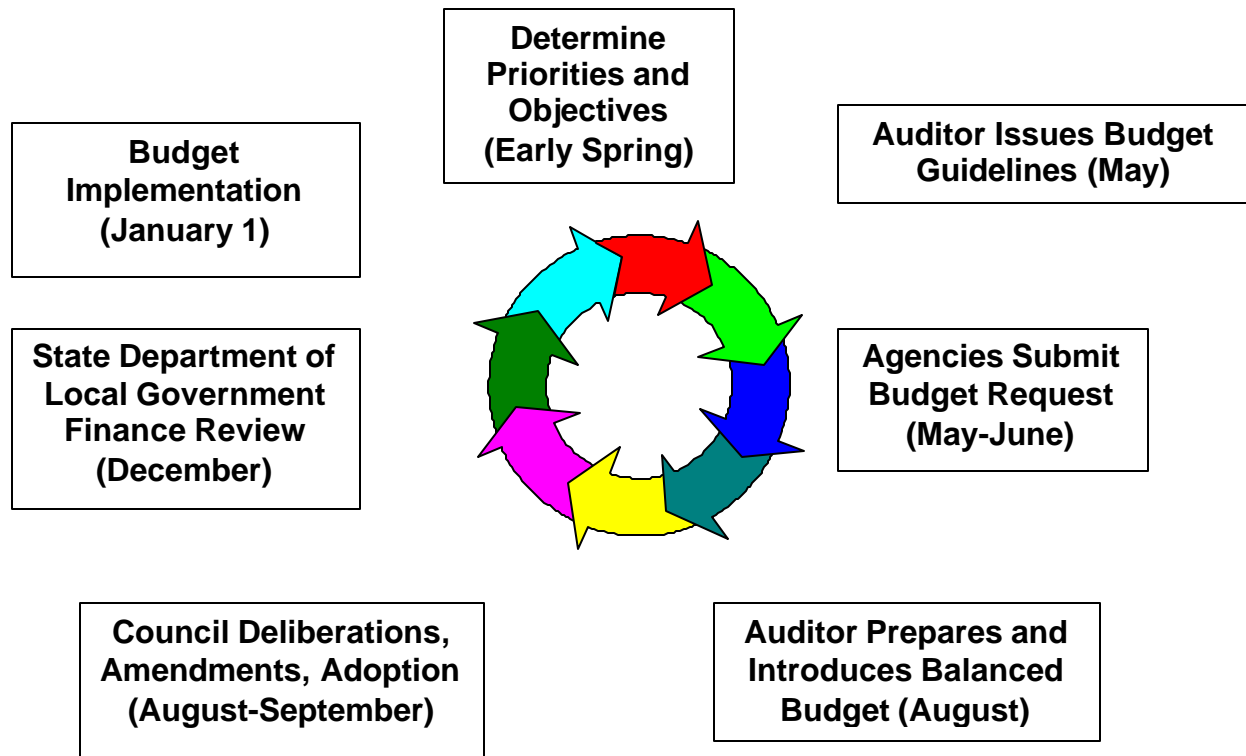 Determine
Priorities and
Objectives
(Early Spring)
Auditor Issues Budget
Guidelines (May)
Agencies Submit
Budget Request
(May-June)
Auditor Prepares and
Introduces Balanced
Budget (August)
Council Deliberations,
Amendments, Adoption
(August-September)
State Department of
Local Government
Finance Review
(December)
Budget
Implementation
(January 1)